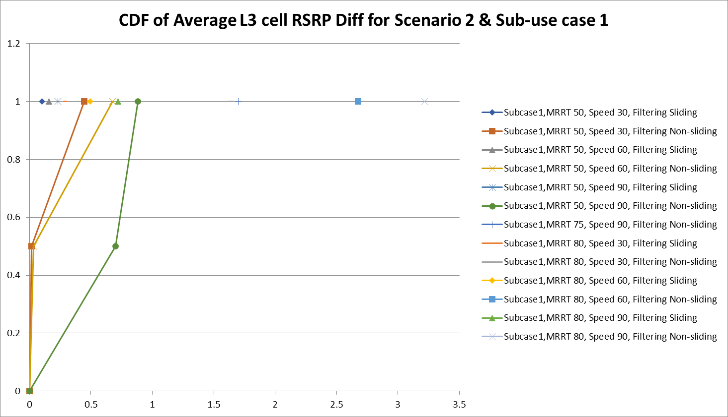 CDF of Average L3 cell RSRP Diff for Scenario 2 & Sub-use case 1
1.2
1
0.8
0.6
0.4
0.2
0
0 0.5 1 1.5 2 2.5 3 3.5
Subcase1,MRRT 50, Speed 30, Filtering Sliding
Subcase1,MRRT 50, Speed 30, Filtering Non-sliding
Subcase1,MRRT 50, Speed 60, Filtering Sliding
Subcase1,MRRT 50, Speed 60, Filtering Non-sliding
Subcase1,MRRT 50, Speed 90, Filtering Sliding
Subcase1,MRRT 50, Speed 90, Filtering Non-sliding
Subcase1,MRRT 75, Speed 90, Filtering Non-sliding
Subcase1,MRRT 80, Speed 30, Filtering Sliding
Subcase1,MRRT 80, Speed 30, Filtering Non-sliding
Subcase1,MRRT 80, Speed 60, Filtering Sliding
Subcase1,MRRT 80, Speed 60, Filtering Non-sliding
Subcase1,MRRT 80, Speed 90, Filtering Sliding
Subcase1,MRRT 80, Speed 90, Filtering Non-sliding